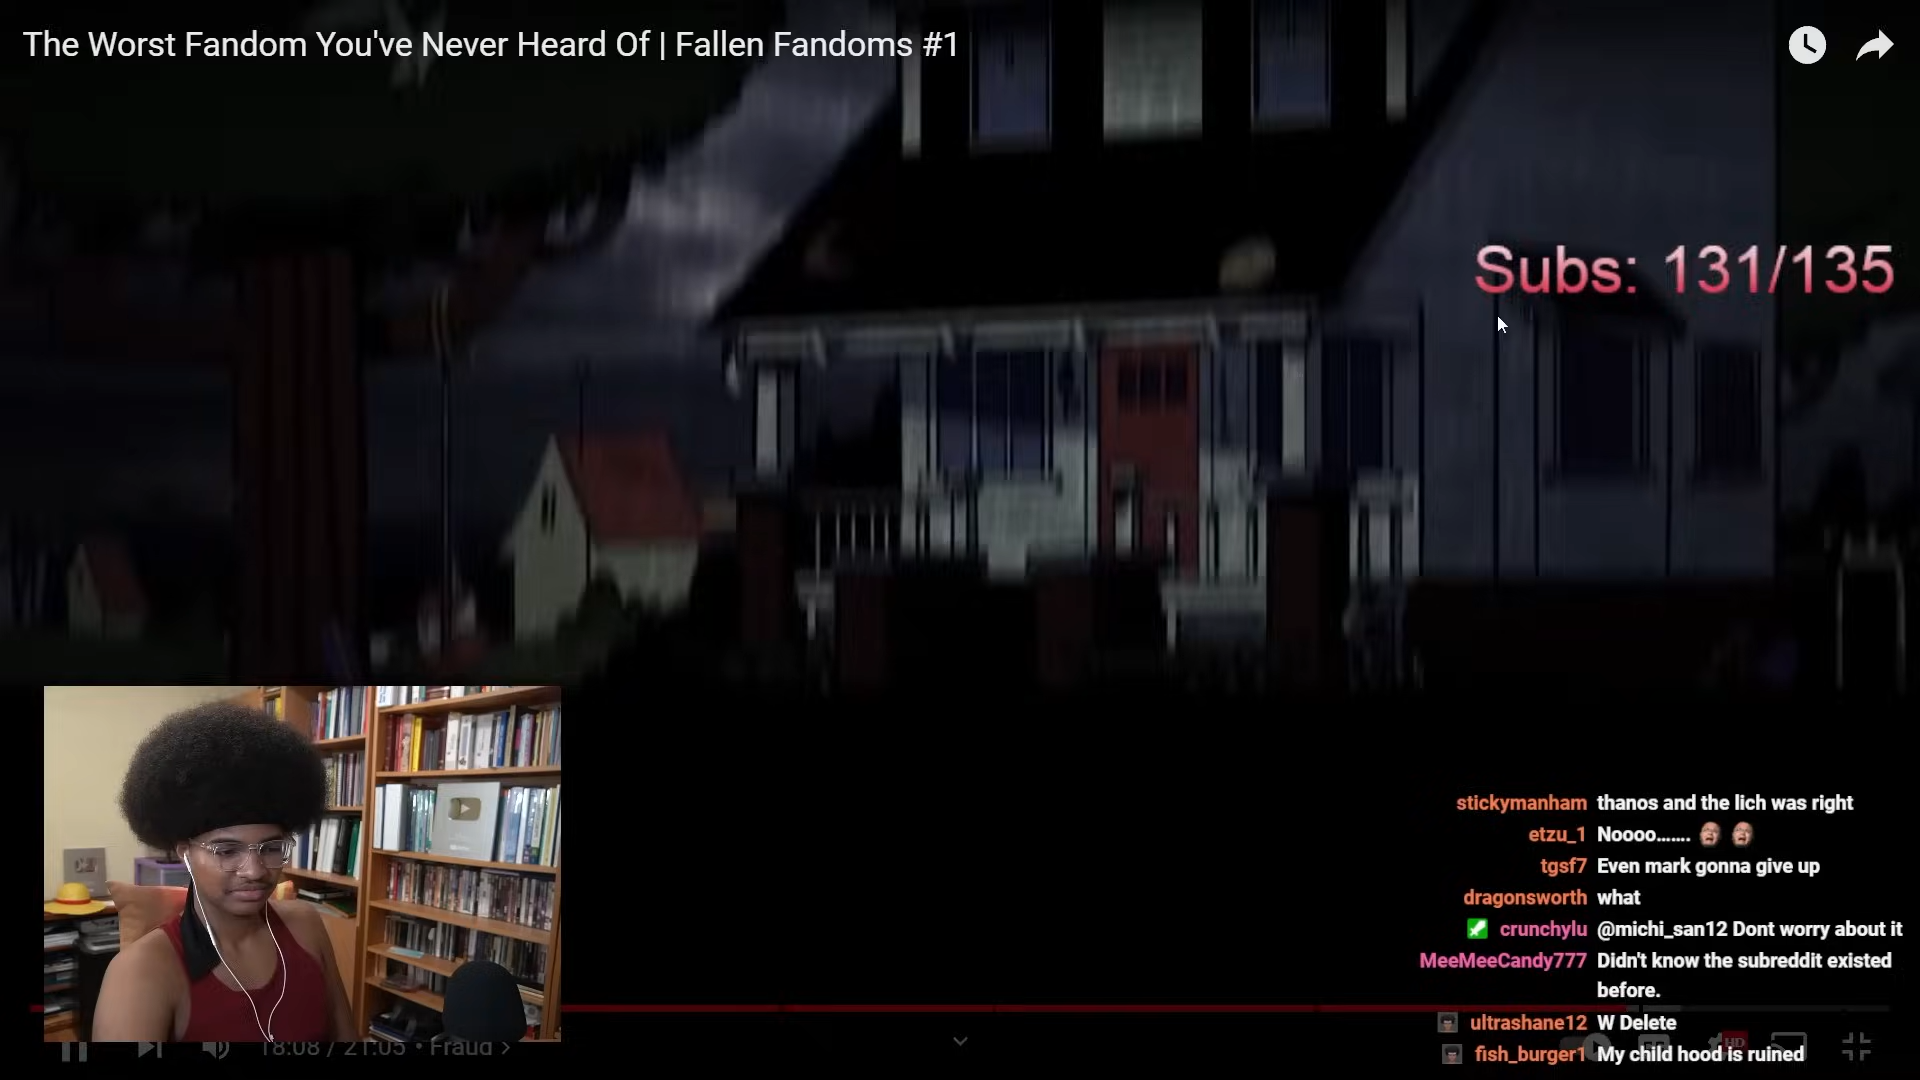 The Worst Fandom You've Never Heard Of | Fallen Fandoms #1
Subs: 131/135
stickymanham thanos and the lich was right
etzu_1 Noooo.......
tgsf7 Even mark gonna give up
dragonsworth what
crunchylu @michi_san12 Dont worry about it
MeeMeeCandy777 Didn't know the subreddit existed
before.
ultrashane12 W Delete
fish_burger1 My child hood is ruined
18:08 / 21:05 • Fraud >
HD